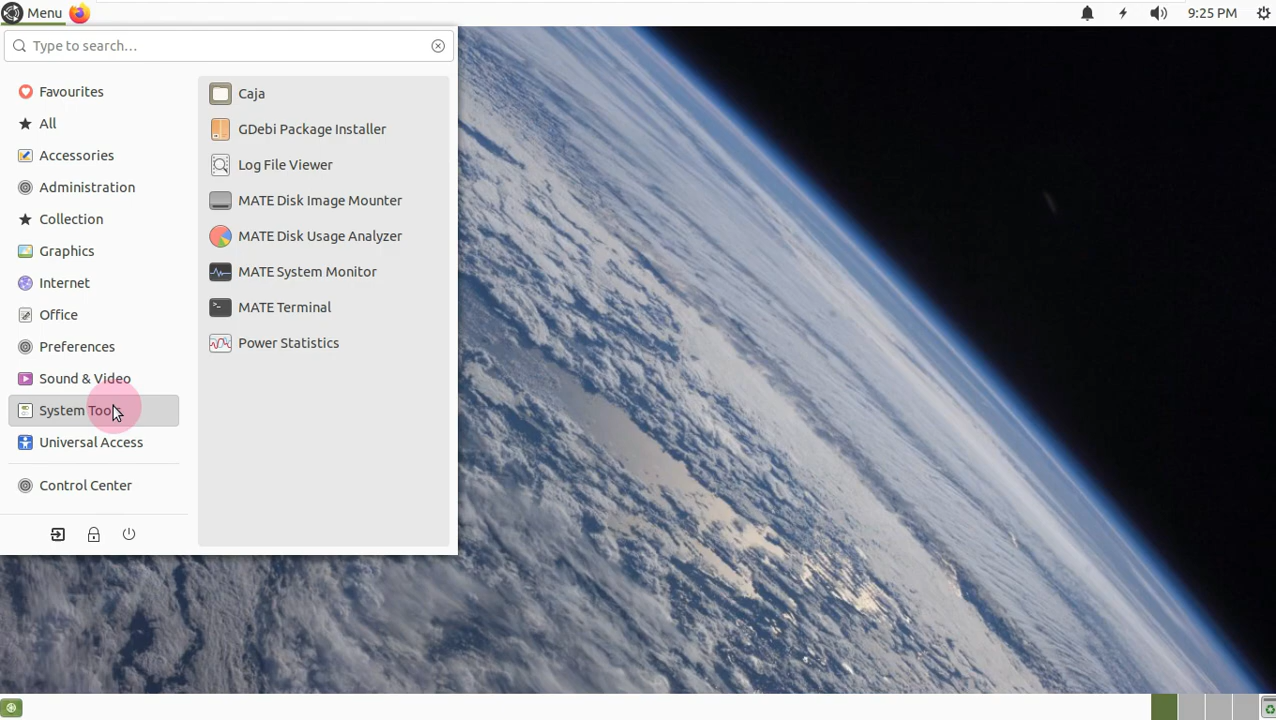 Menu
9:25 PM
Type to search...
Favourites
All
Accessories
Administration
Collection
Graphics
Internet
Office
Preferences
Sound & Video
System Tools
Universal Access
Control Center
Caja
GDebi Package Installer
Log File Viewer
MATE Disk Image Mounter
MATE Disk Usage Analyzer
MATE System Monitor
MATE Terminal
Power Statistics